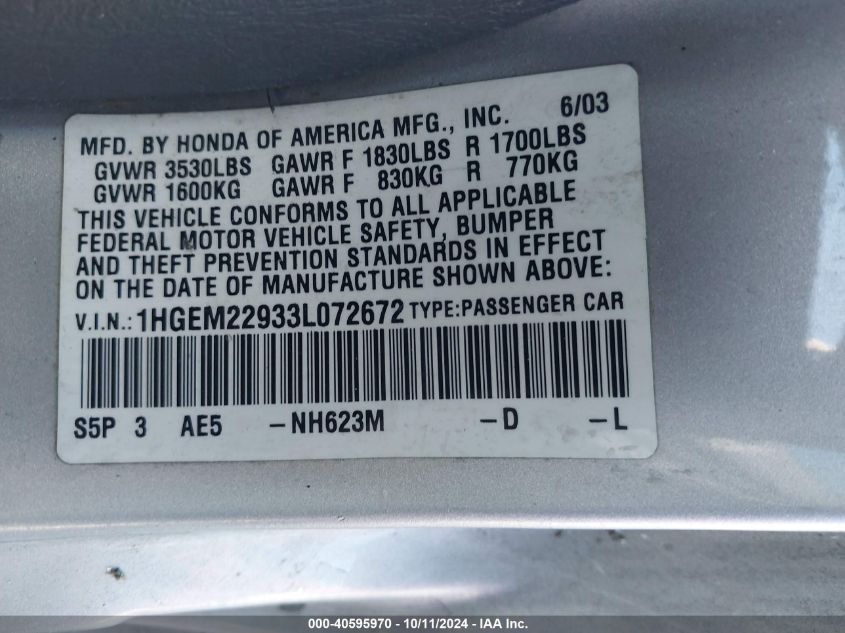 MFD. BY HONDA OF AMERICA MFG., INC. 6/03
GVWR 3530LBS GAWR F 1830LBS R 1700LBS
GVWR 1600KG GAWR F 830KG R 770KG
THIS VEHICLE CONFORMS TO ALL APPLICABLE
FEDERAL MOTOR VEHICLE SAFETY, BUMPER
AND THEFT PREVENTION STANDARDS IN EFFECT
ON THE DATE OF MANUFACTURE SHOWN ABOVE:
V.I.N.: 1HGEM22933L072672 TYPE:PASSENGER CAR
S5P 3 AE5 –NH623M –D –L
000-40595970 - 10/11/2024 - IAA Inc.